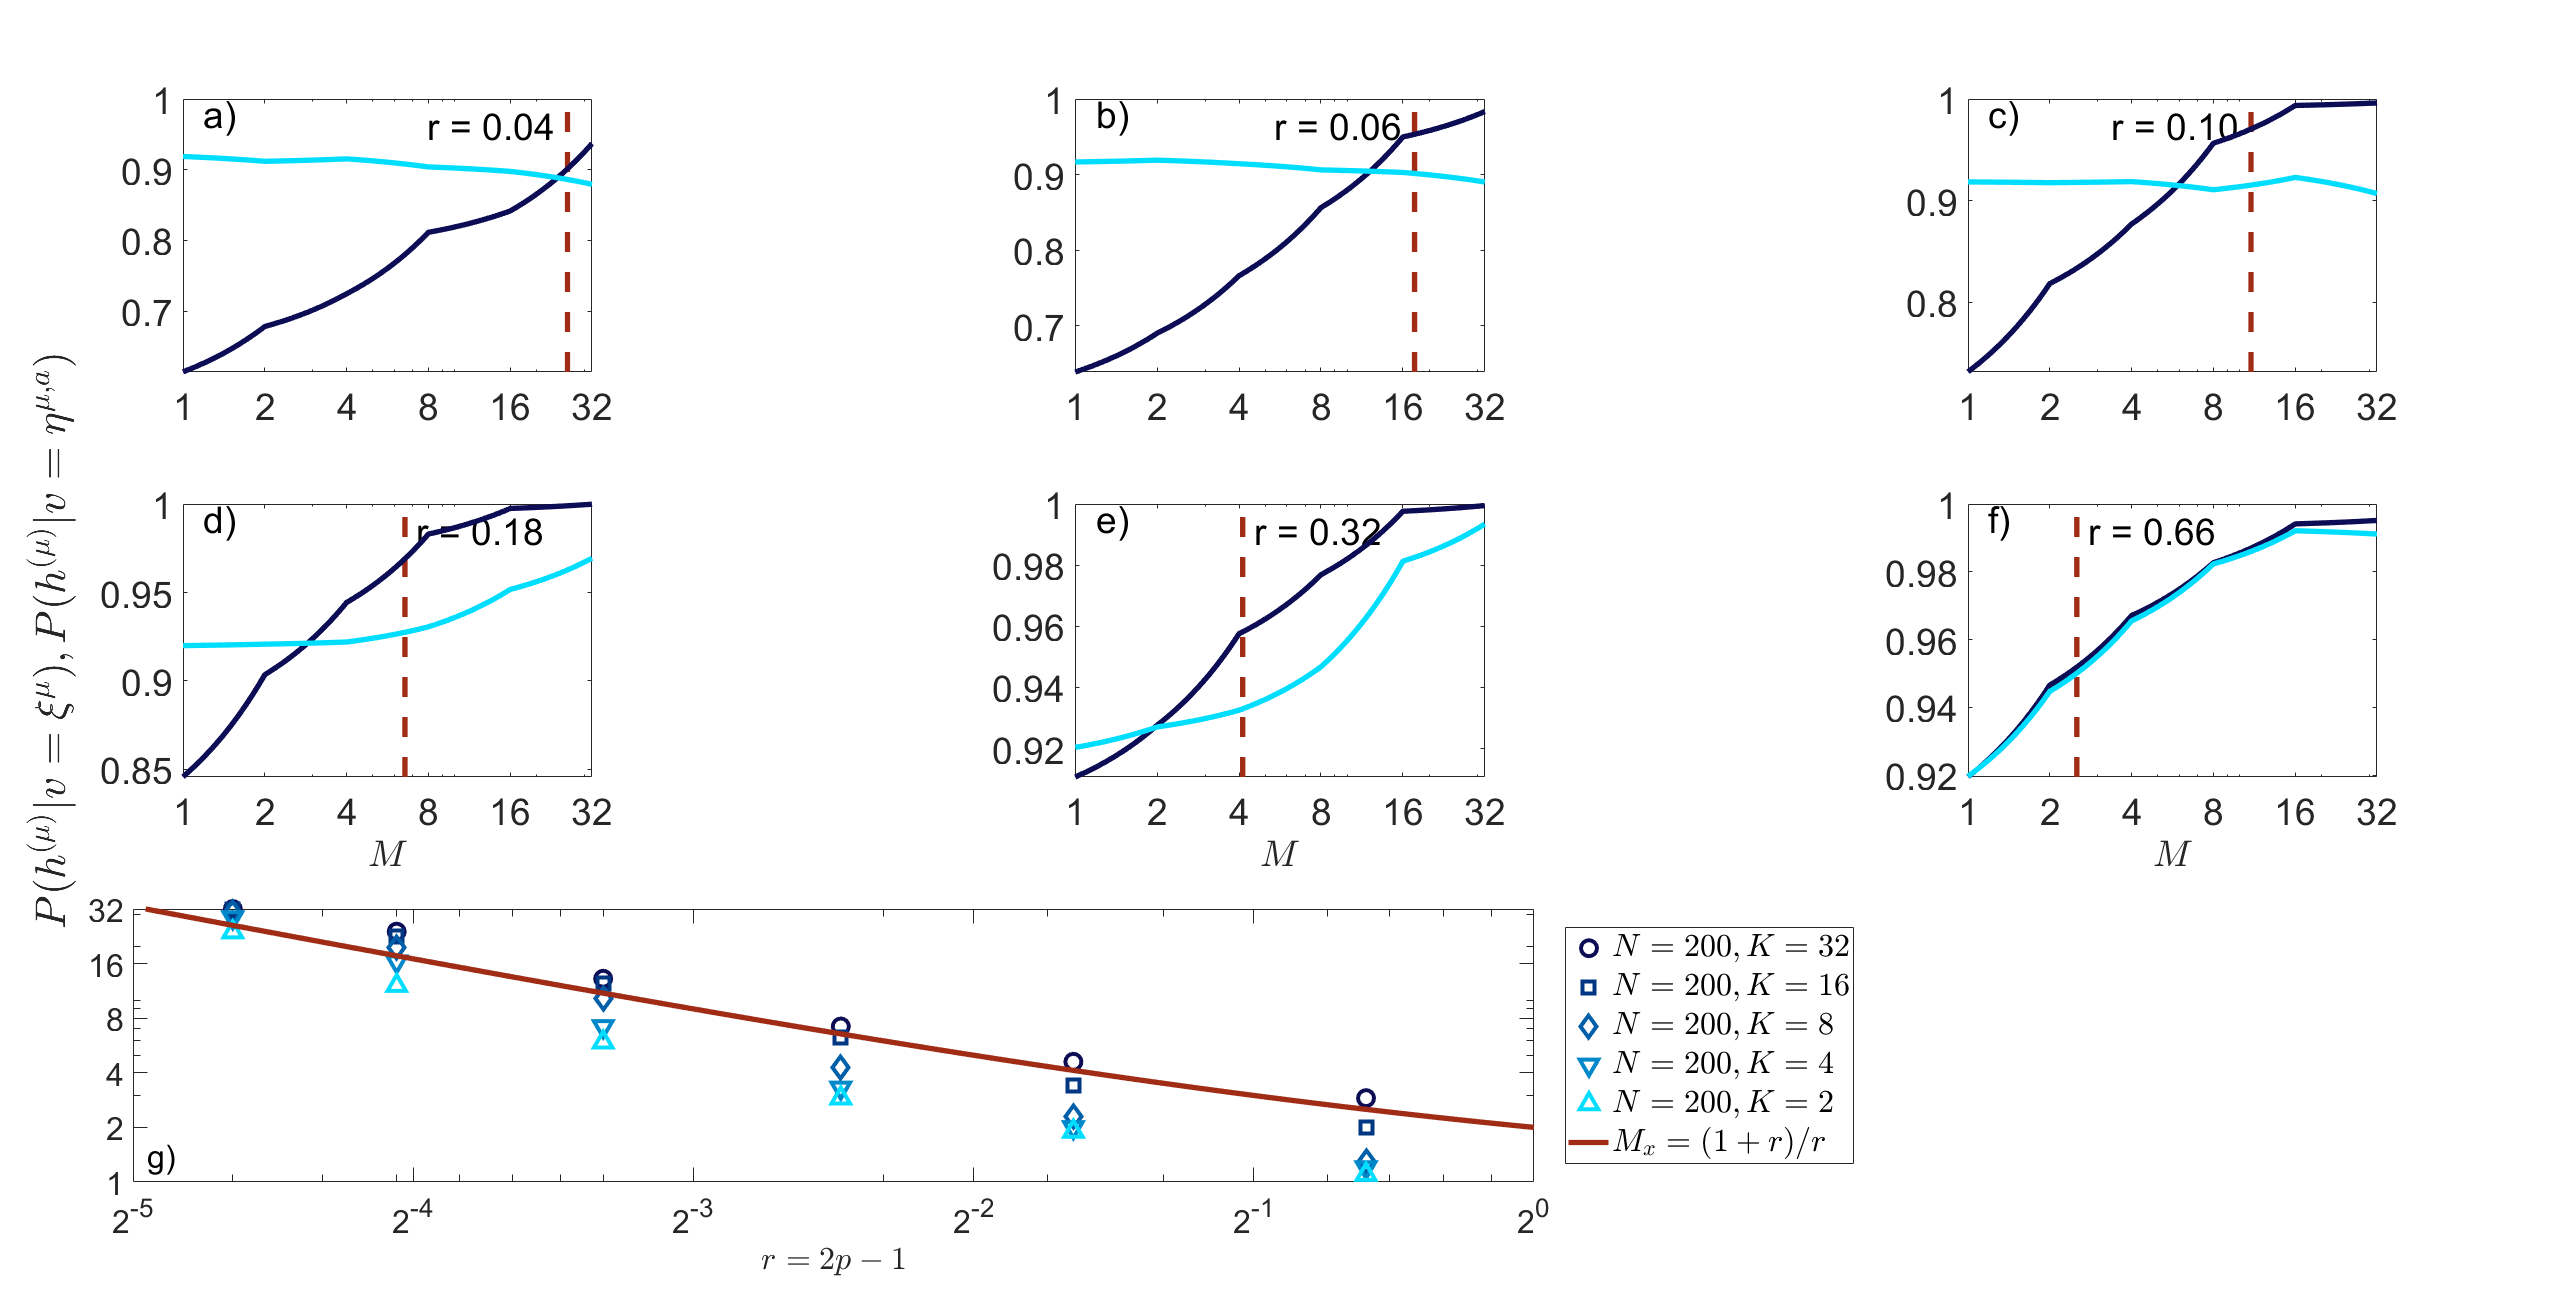 a)
r = 0.04
1
0.9
0.8
0.7
1 2 4 8 16 32
b)
r = 0.06
1
0.9
0.8
0.7
1 2 4 8 16 32
c)
r = 0.10
1
0.9
0.8
1 2 4 8 16 32
P(h^{(μ)}|v = ξ^μ), P(h^{(μ)}|v = η^{μ,a})
d)
r = 0.18
1
0.95
0.9
0.85
1 2 4 8 16 32
M
e)
r = 0.32
1
0.98
0.96
0.94
0.92
1 2 4 8 16 32
M
f)
r = 0.66
1
0.98
0.96
0.94
0.92
1 2 4 8 16 32
M
32
16
8
4
2
1
g)
2^{-5} 2^{-4} 2^{-3} 2^{-2} 2^{-1} 2^0
r = 2p − 1
N = 200, K = 32
N = 200, K = 16
N = 200, K = 8
N = 200, K = 4
N = 200, K = 2
M_x = (1 + r)/r